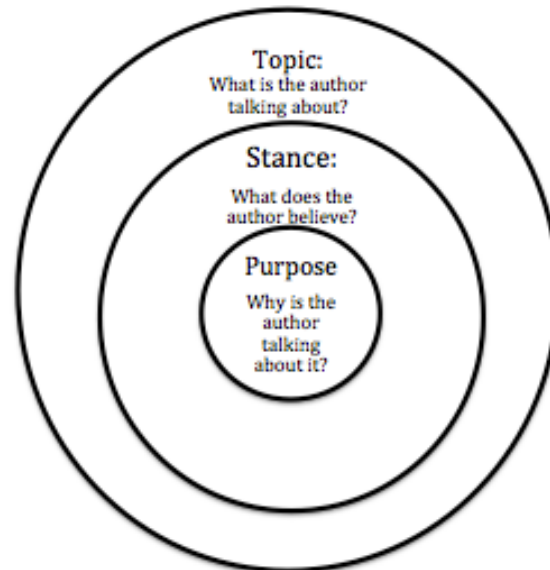 Topic:
What is the author
talking about?
Stance:
What does the
author believe?
Purpose
Why is the
author
talking
about it?